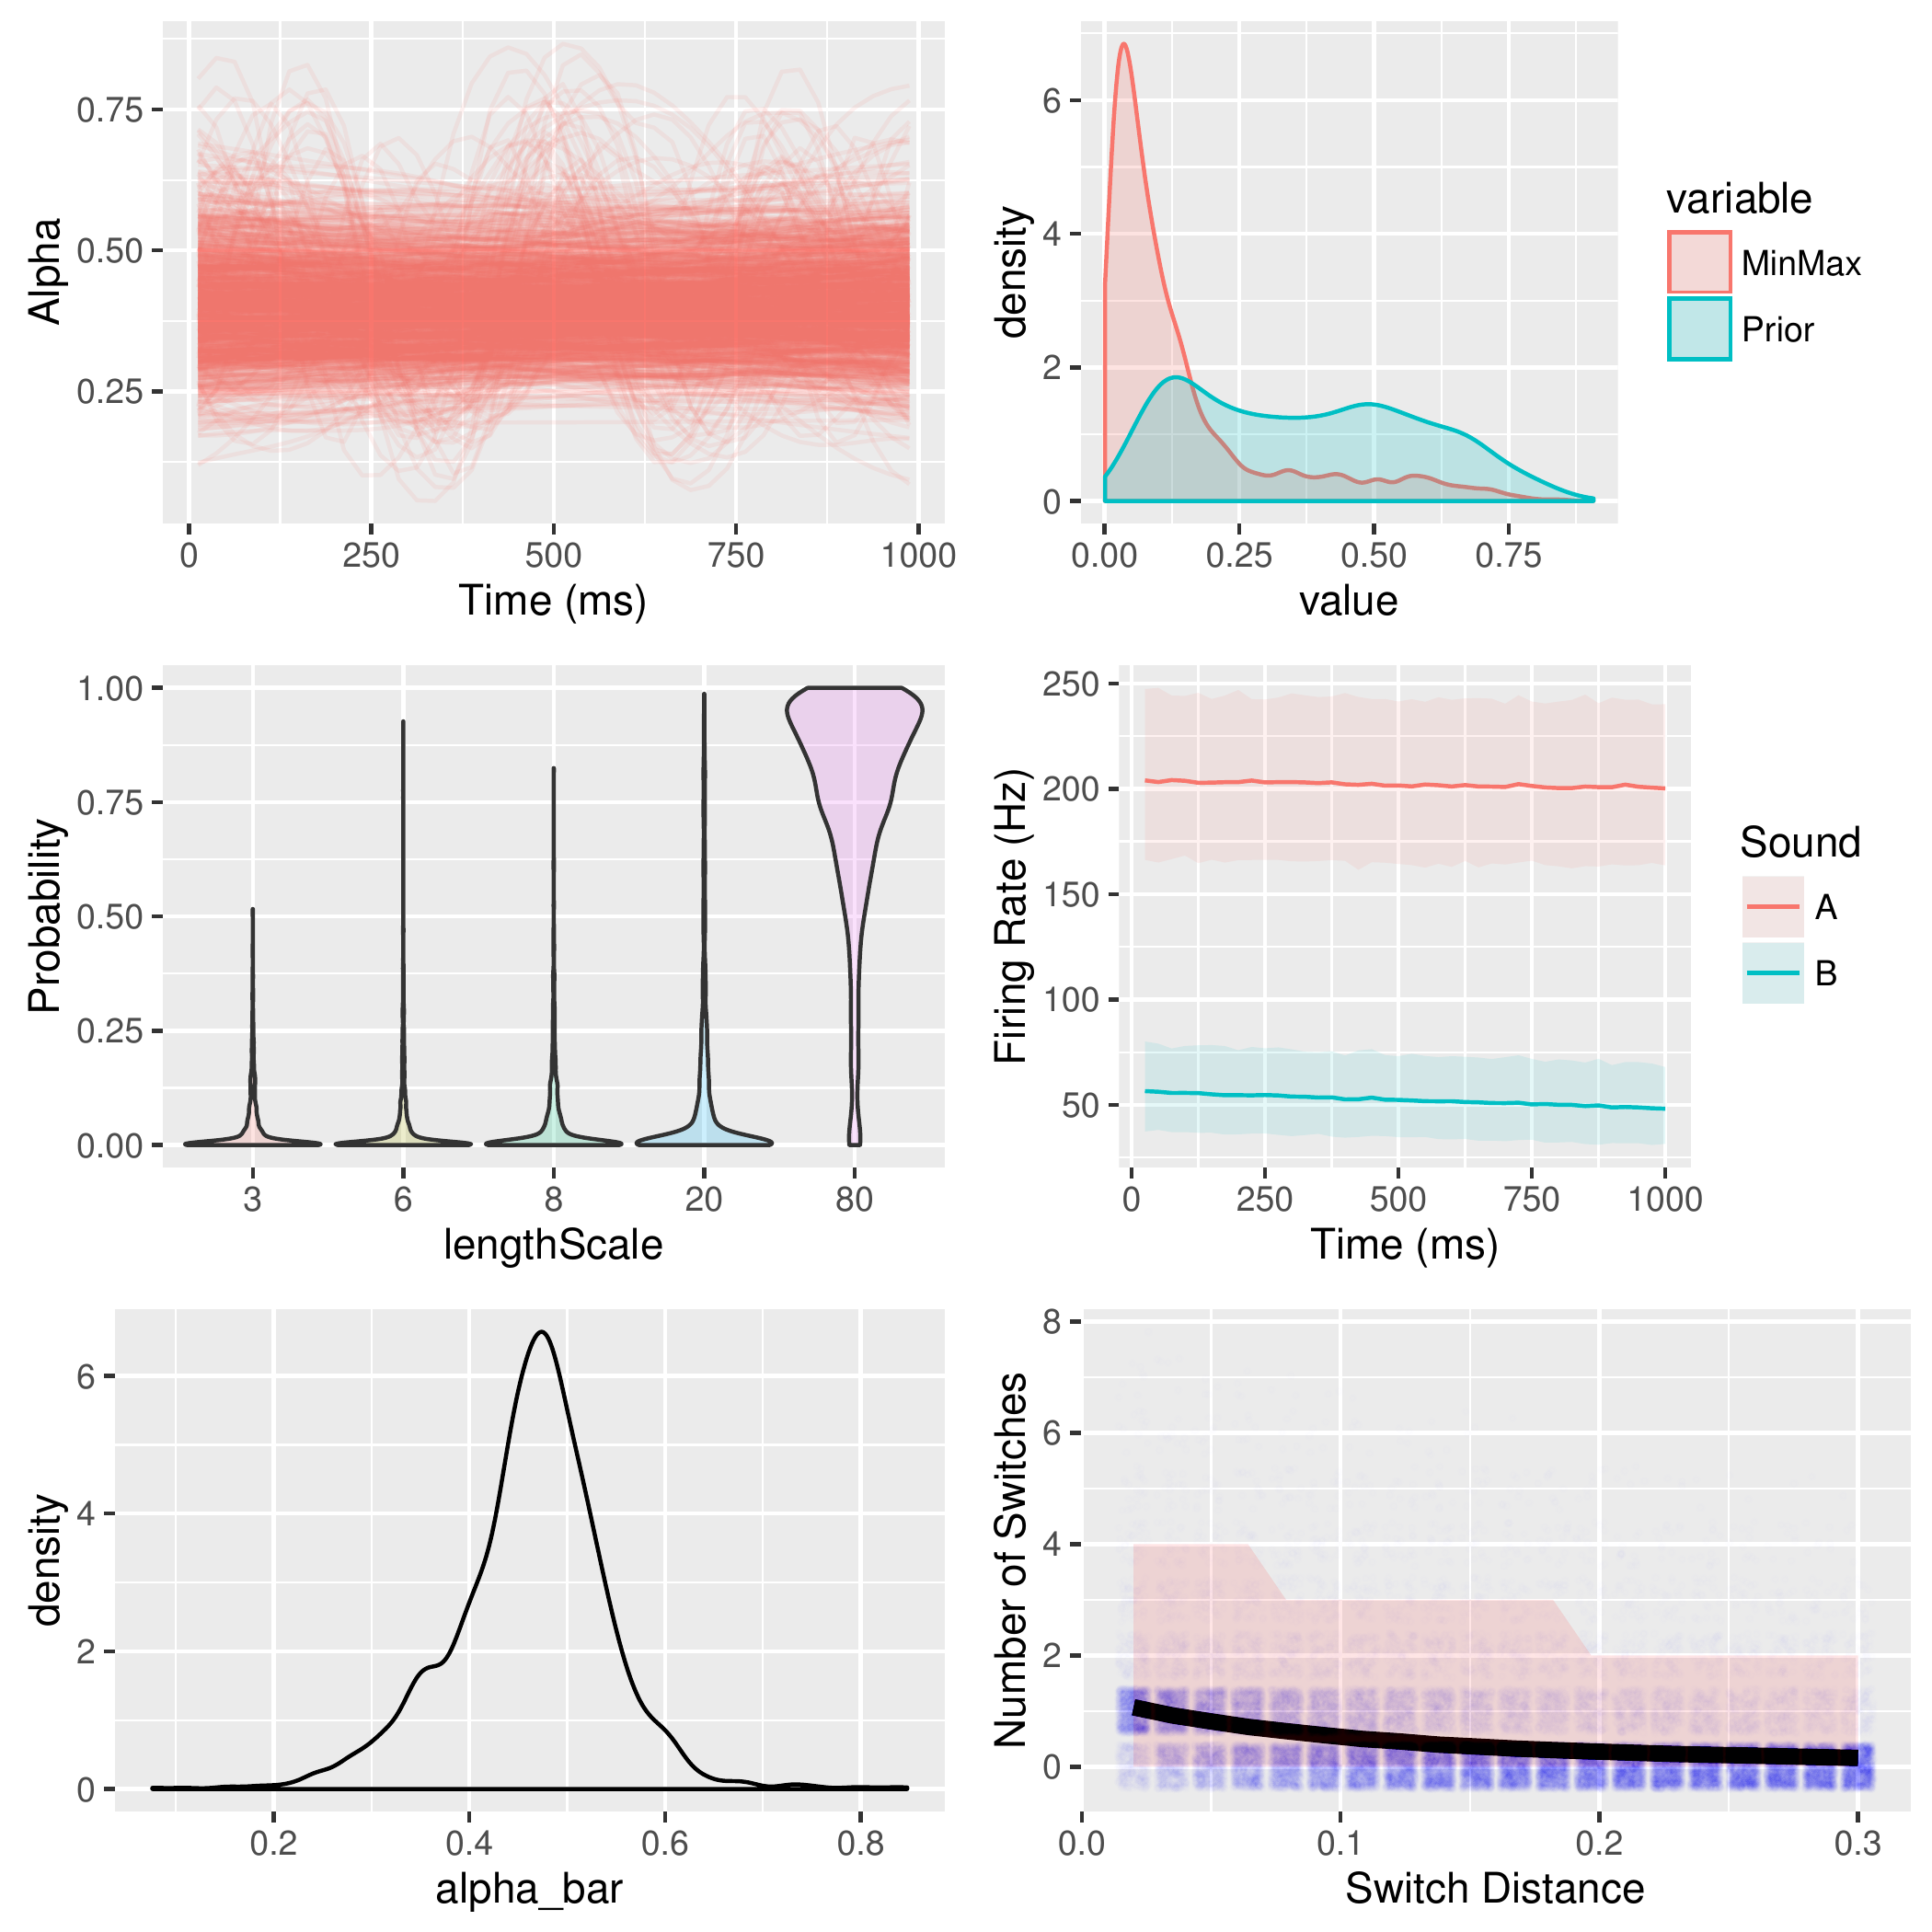 Alpha
0.75
0.50
0.25
0 250 500 750 1000
Time (ms)
density
6
4
2
0
0.00 0.25 0.50 0.75
value
variable
MinMax
Prior
Probability
1.00
0.75
0.50
0.25
0.00
3 6 8 20 80
lengthScale
Firing Rate (Hz)
250
200
150
100
50
0 250 500 750 1000
Time (ms)
Sound
A
B
density
6
4
2
0
0.2 0.4 0.6 0.8
alpha_bar
Number of Switches
8
6
4
2
0
0.0 0.1 0.2 0.3
Switch Distance